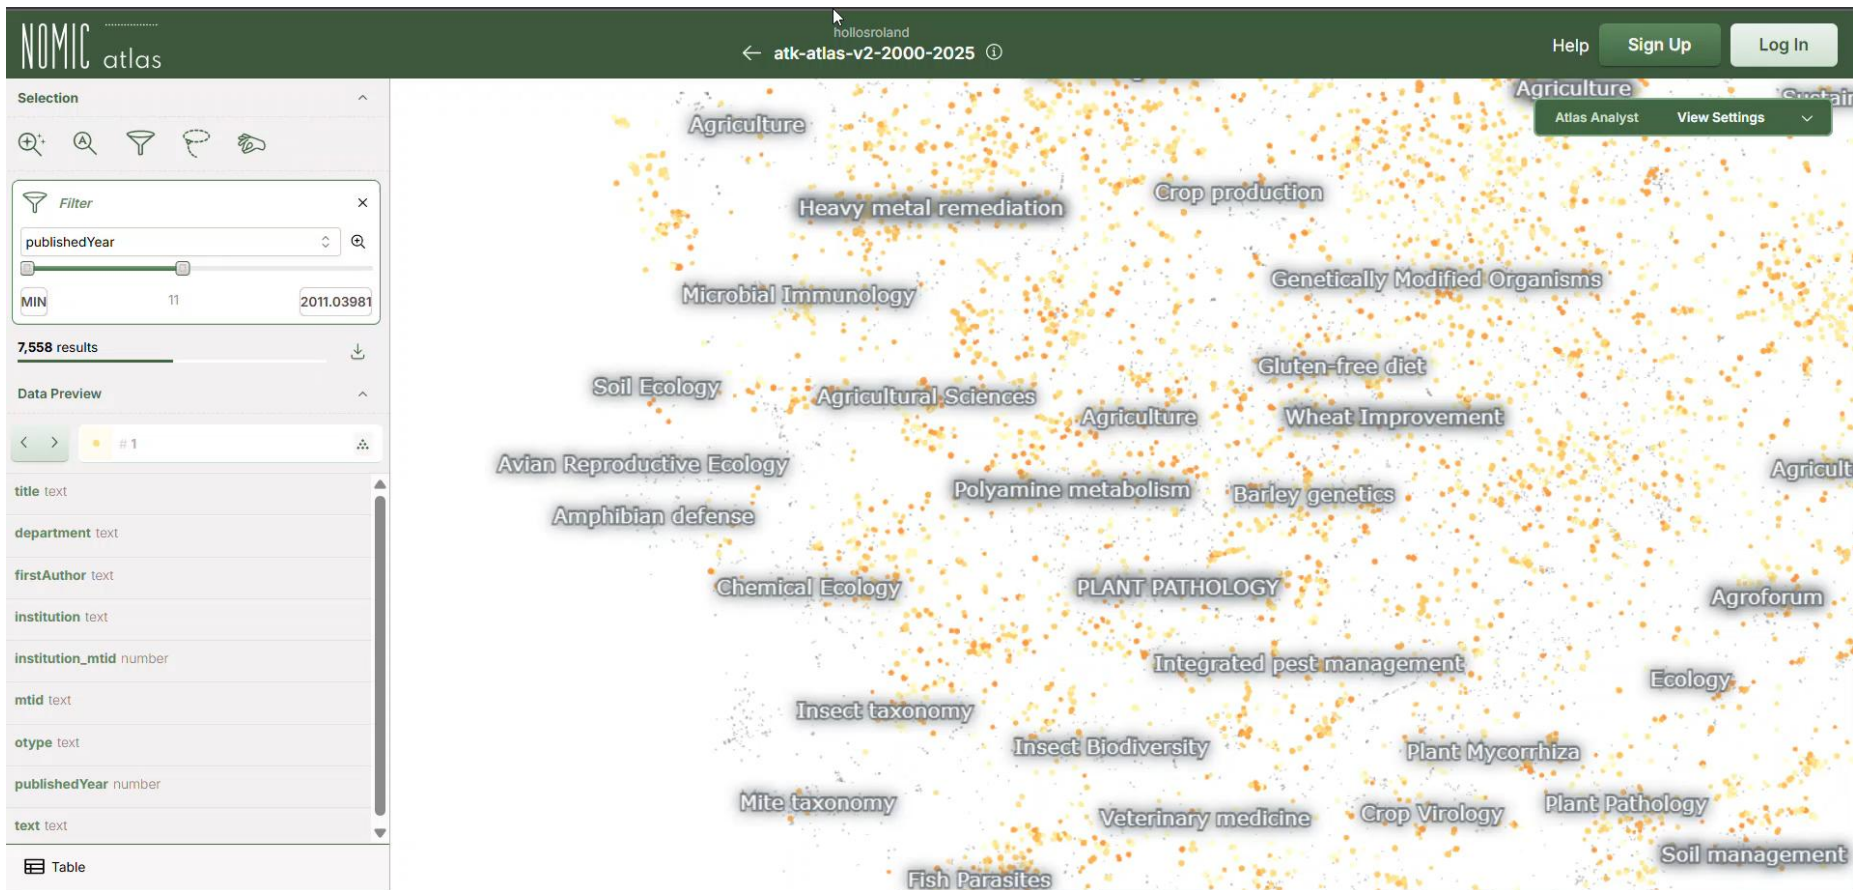 NOMIC atlas
hollosroland
atk-atlas-v2-2000-2025
Help
Sign Up
Log In
Selection
Filter
publishedYear
MIN
11
2011.03981
7,558 results
Data Preview
# 1
title text
department text
firstAuthor text
institution text
institution_mtid number
mtid text
otype text
publishedYear number
text text
Table
Atlas Analyst
View Settings
Agriculture
Agriculture
Heavy metal remediation
Crop production
Genetically Modified Organisms
Microbial Immunology
Gluten-free diet
Soil Ecology
Agricultural Sciences
Agriculture
Wheat Improvement
Avian Reproductive Ecology
Agricult
Polyamine metabolism
Barley genetics
Amphibian defense
Chemical Ecology
PLANT PATHOLOGY
Agroforum
Integrated pest management
Ecology
Insect taxonomy
Insect Biodiversity
Plant Mycorrhiza
Mite taxonomy
Veterinary medicine
Crop Virology
Plant Pathology
Soil management
Fish Parasites